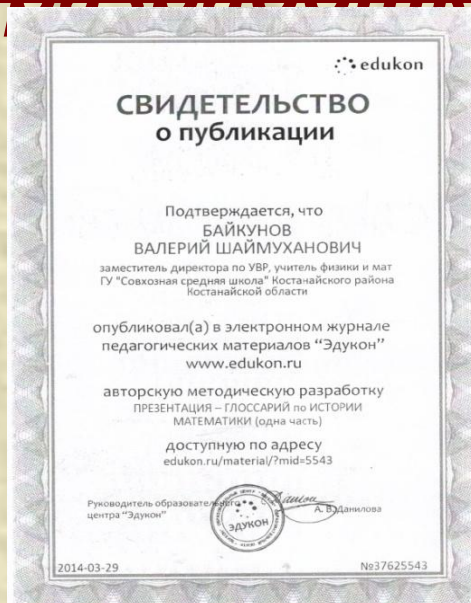 edukon
СВИДЕТЕЛЬСТВО
о публикации
Подтверждается, что
БАЙКУНОВ
ВАЛЕРИЙ ШАЙМУХАНОВИЧ
заместитель директора по УВР, учитель физики и мат
ГУ "Совхозная средняя школа" Костанайского района
Костанайской области
опубликовал(а) в электронном журнале
педагогических материалов "Эдукон"
www.edukon.ru
авторскую методическую разработку
ПРЕЗЕНТАЦИЯ – ГЛОССАРИЙ по ИСТОРИИ
МАТЕМАТИКИ (одна часть)
доступную по адресу
edukon.ru/material/?mid=5543
Руководитель образовательного
центра "Эдукон"
ЭДУКОН
А. В. Данилова
2014-03-29
№37625543